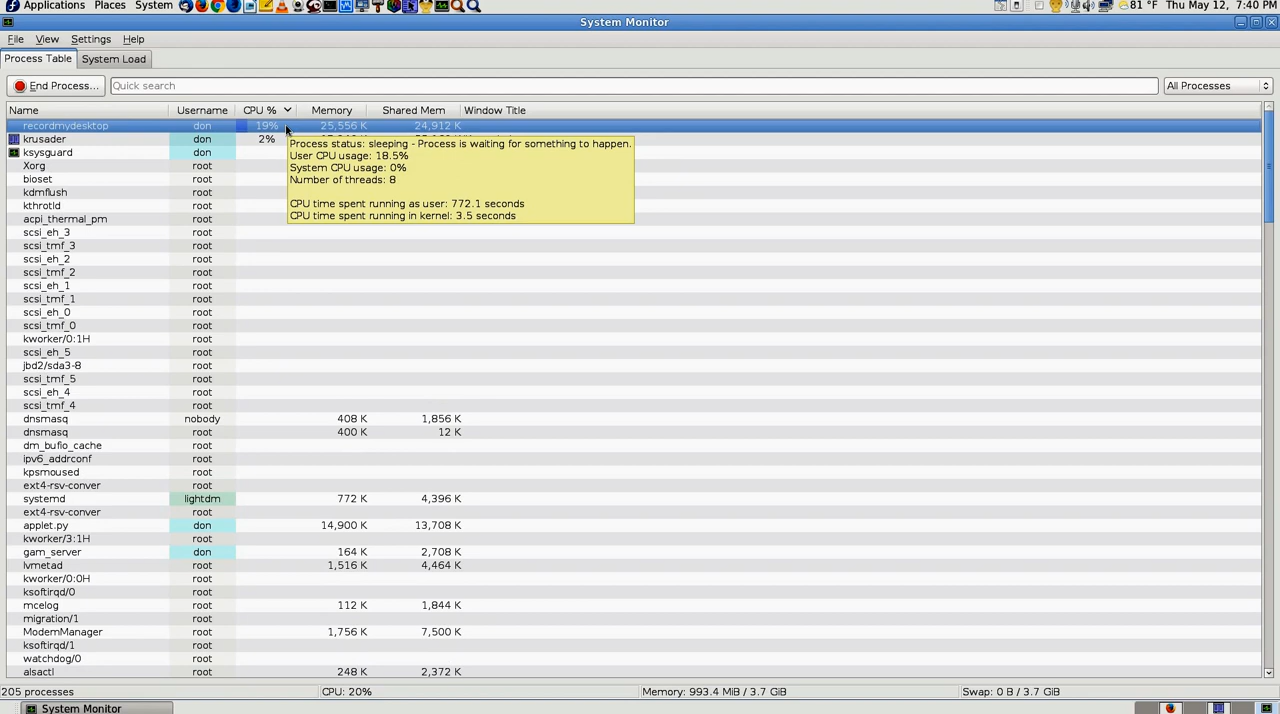 Applications Places System 81 °F Thu May 12, 7:40 PM
System Monitor
File View Settings Help
Process Table System Load
End Process... Quick search All Processes
Name Username CPU % Memory Shared Mem Window Title
recordmydesktop don 19% 25,556 K 24,912 K
krusader don 2%
ksysguard don
Process status: sleeping - Process is waiting for something to happen.
User CPU usage: 18.5%
System CPU usage: 0%
Number of threads: 8
CPU time spent running as user: 772.1 seconds
CPU time spent running in kernel: 3.5 seconds
Xorg root
bioset root
kdmflush root
kthrotld root
acpi_thermal_pm root
scsi_eh_3 root
scsi_tmf_3 root
scsi_eh_2 root
scsi_tmf_2 root
scsi_eh_1 root
scsi_tmf_1 root
scsi_eh_0 root
scsi_tmf_0 root
kworker/0:1H root
scsi_eh_5 root
jbd2/sda3-8 root
scsi_tmf_5 root
scsi_eh_4 root
scsi_tmf_4 root
dnsmasq nobody 408 K 1,856 K
dnsmasq root 400 K 12 K
dm_bufio_cache root
ipv6_addrconf root
kpsmoused root
ext4-rsv-conver root
systemd lightdm 772 K 4,396 K
ext4-rsv-conver root
applet.py don 14,900 K 13,708 K
kworker/3:1H root
gam_server don 164 K 2,708 K
lvmetad root 1,516 K 4,464 K
kworker/0:0H root
ksoftirqd/0 root
mcelog root 112 K 1,844 K
migration/1 root
ModemManager root 1,756 K 7,500 K
ksoftirqd/1 root
watchdog/0 root
alsactl root 248 K 2,372 K
205 processes CPU: 20% Memory: 993.4 MiB / 3.7 GiB Swap: 0 B / 3.7 GiB
System Monitor